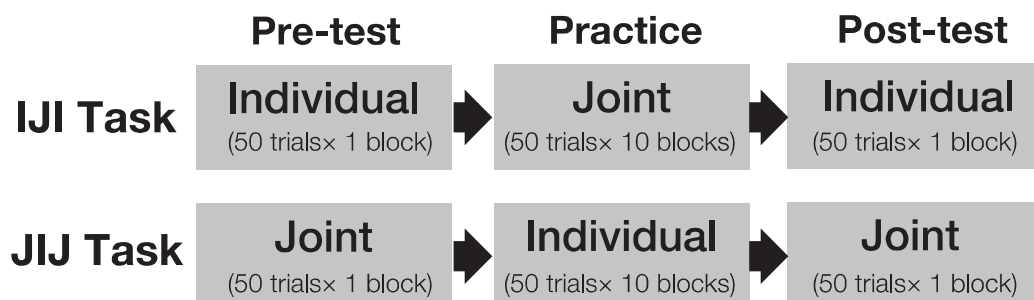 Pre-test Practice Post-test
IJI Task
Individual
(50 trials× 1 block)
Joint
(50 trials× 10 blocks)
Individual
(50 trials× 1 block)
JIJ Task
Joint
(50 trials× 1 block)
Individual
(50 trials× 10 blocks)
Joint
(50 trials× 1 block)